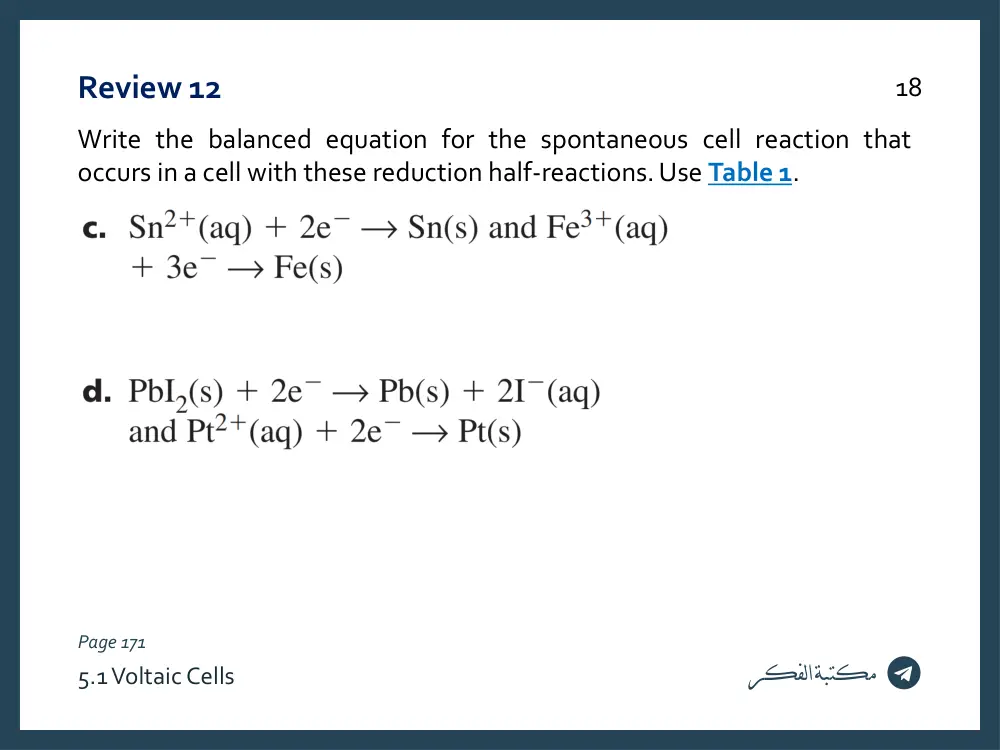 Review 12
18
Write the balanced equation for the spontaneous cell reaction that
occurs in a cell with these reduction half-reactions. Use Table 1.
c. Sn²⁺(aq) + 2e⁻ → Sn(s) and Fe³⁺(aq)
+ 3e⁻ → Fe(s)
d. PbI₂(s) + 2e⁻ → Pb(s) + 2I⁻(aq)
and Pt²⁺(aq) + 2e⁻ → Pt(s)
Page 171
5.1 Voltaic Cells
مكتبة الفكر